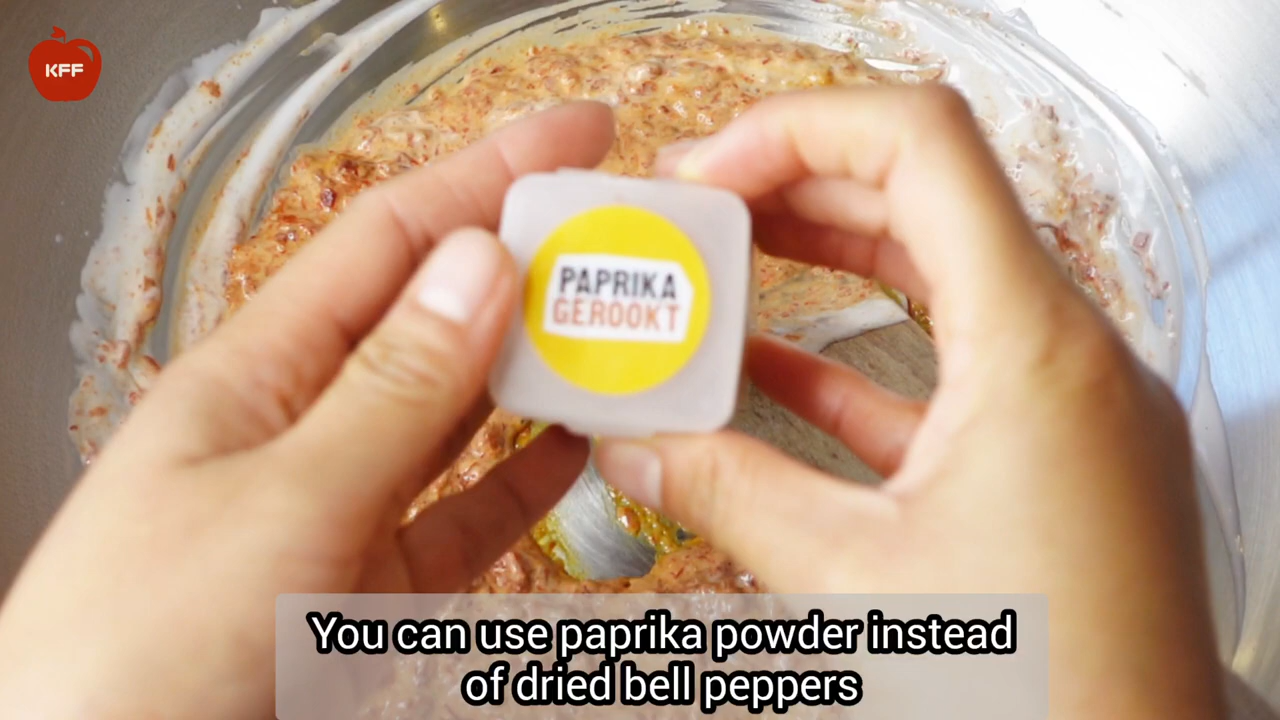 KFF
PAPRIKA
GEROOKT
You can use paprika powder instead
of dried bell peppers